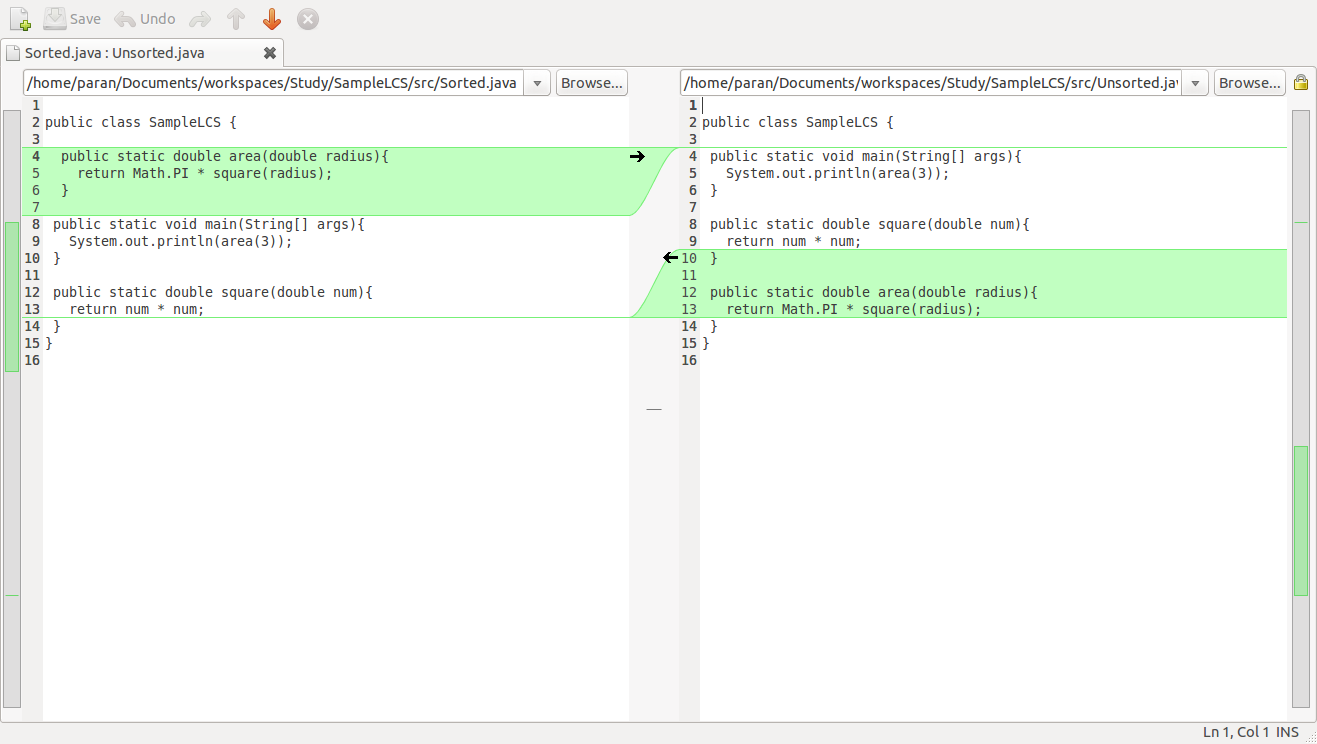 Save Undo
Sorted.java : Unsorted.java
/home/paran/Documents/workspaces/Study/SampleLCS/src/Sorted.java Browse...
1
2 public class SampleLCS {
3
4 public static double area(double radius){
5 return Math.PI * square(radius);
6 }
7
8 public static void main(String[] args){
9 System.out.println(area(3));
10 }
11
12 public static double square(double num){
13 return num * num;
14 }
15 }
16
/home/paran/Documents/workspaces/Study/SampleLCS/src/Unsorted.jav Browse...
1
2 public class SampleLCS {
3
4 public static void main(String[] args){
5 System.out.println(area(3));
6 }
7
8 public static double square(double num){
9 return num * num;
10 }
11
12 public static double area(double radius){
13 return Math.PI * square(radius);
14 }
15 }
16
Ln 1, Col 1 INS